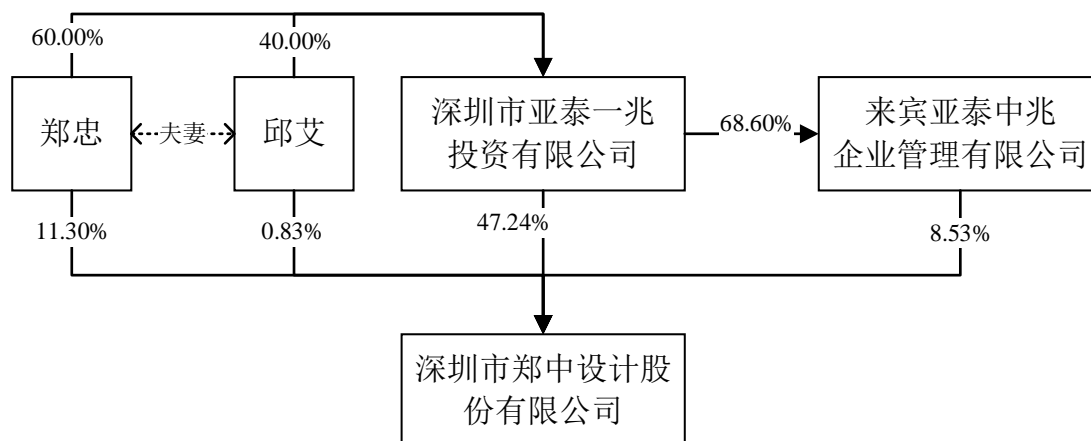 60.00%
40.00%
郑忠
夫妻
邱艾
深圳市亚泰一兆
投资有限公司
68.60%
来宾亚泰中兆
企业管理有限公司
11.30%
0.83%
47.24%
8.53%
深圳市郑中设计股
份有限公司